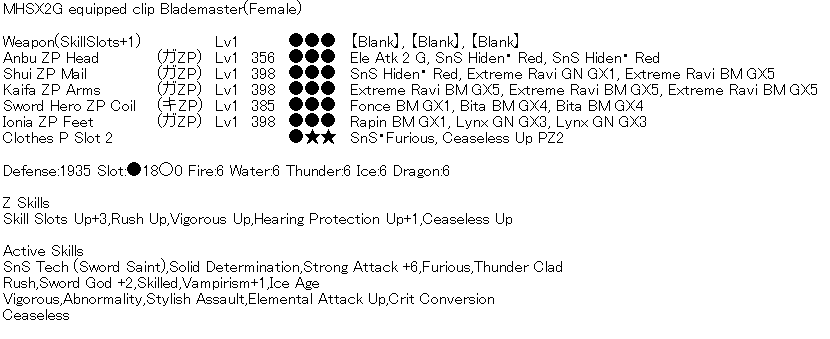 MHSX2G equipped clip Blademaster(Female)
Weapon(SkillSlots+1) Lv1 ●●● 【Blank】, 【Blank】, 【Blank】
Anbu ZP Head (ガZP) Lv1 356 ●●● Ele Atk 2 G, SnS Hiden・ Red, SnS Hiden・ Red
Shui ZP Mail (ガZP) Lv1 398 ●●● SnS Hiden・ Red, Extreme Ravi GN GX1, Extreme Ravi BM GX5
Kaifa ZP Arms (ガZP) Lv1 398 ●●● Extreme Ravi BM GX5, Extreme Ravi BM GX5, Extreme Ravi BM GX5
Sword Hero ZP Coil (キZP) Lv1 385 ●●● Fonce BM GX1, Bita BM GX4, Bita BM GX4
Ionia ZP Feet (ガZP) Lv1 398 ●●● Rapin BM GX1, Lynx GN GX3, Lynx GN GX3
Clothes P Slot 2 ●★★ SnS・Furious, Ceaseless Up PZ2
Defense:1935 Slot:●18○0 Fire:6 Water:6 Thunder:6 Ice:6 Dragon:6
Z Skills
Skill Slots Up+3,Rush Up,Vigorous Up,Hearing Protection Up+1,Ceaseless Up
Active Skills
SnS Tech (Sword Saint),Solid Determination,Strong Attack +6,Furious,Thunder Clad
Rush,Sword God +2,Skilled,Vampirism+1,Ice Age
Vigorous,Abnormality,Stylish Assault,Elemental Attack Up,Crit Conversion
Ceaseless